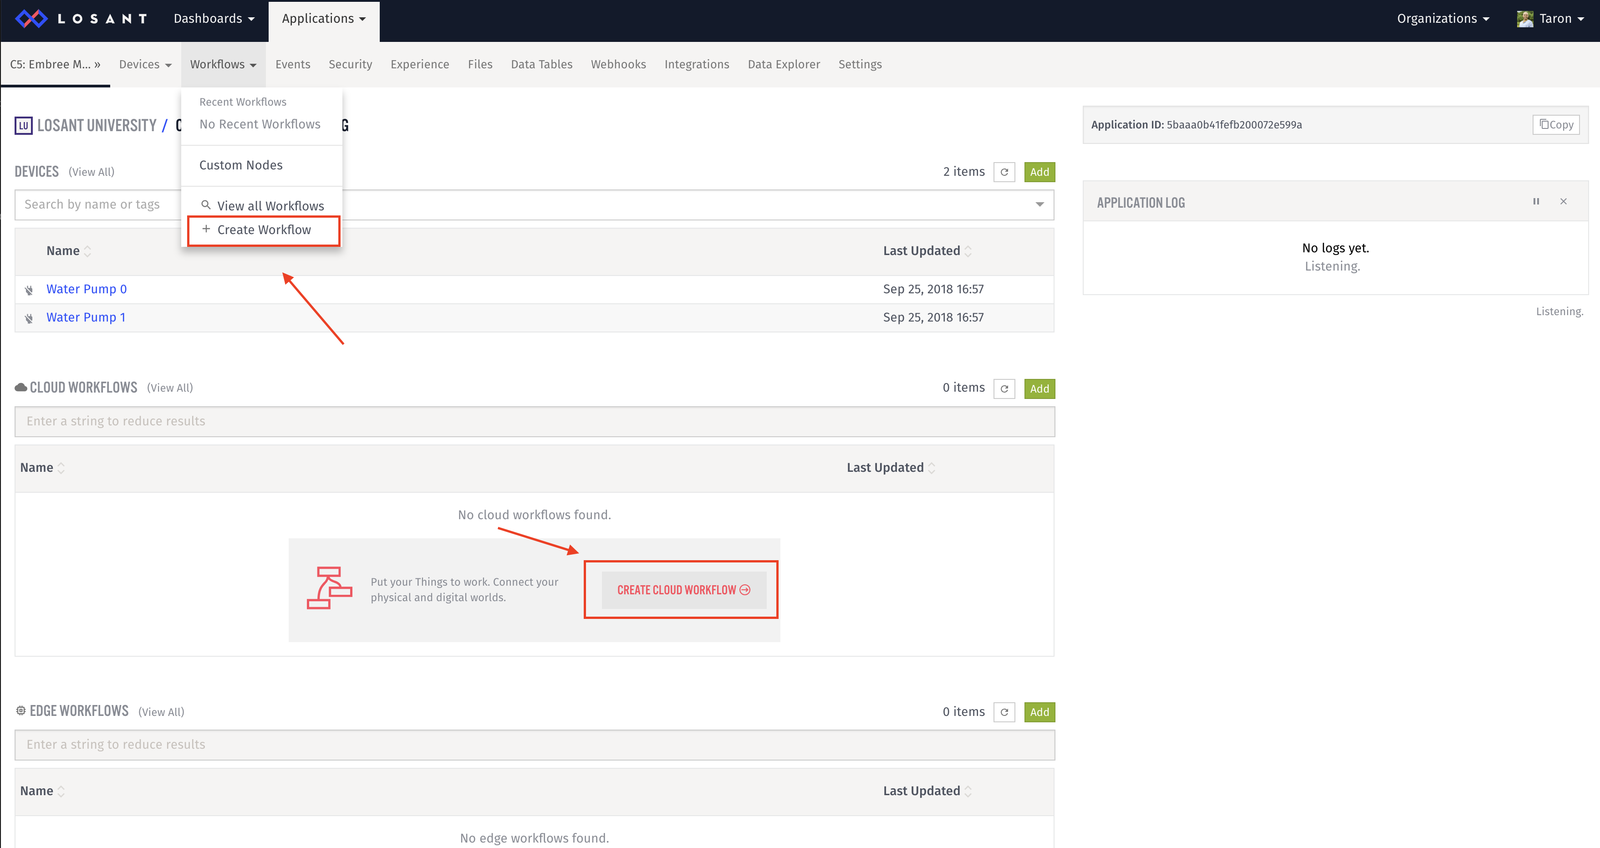 LOSANT Dashboards Applications Organizations Taron
C5: Embree M... » Devices Workflows Events Security Experience Files Data Tables Webhooks Integrations Data Explorer Settings
Recent Workflows
No Recent Workflows
Custom Nodes
View all Workflows
+ Create Workflow
LU LOSANT UNIVERSITY / C G
Application ID: 5baaa0b41fefb200072e599a Copy
DEVICES (View All) 2 items Add
Search by name or tags
Name Last Updated
Water Pump 0 Sep 25, 2018 16:57
Water Pump 1 Sep 25, 2018 16:57
APPLICATION LOG
No logs yet.
Listening.
Listening.
CLOUD WORKFLOWS (View All) 0 items Add
Enter a string to reduce results
Name Last Updated
No cloud workflows found.
Put your Things to work. Connect your
physical and digital worlds.
CREATE CLOUD WORKFLOW
EDGE WORKFLOWS (View All) 0 items Add
Enter a string to reduce results
Name Last Updated
No edge workflows found.